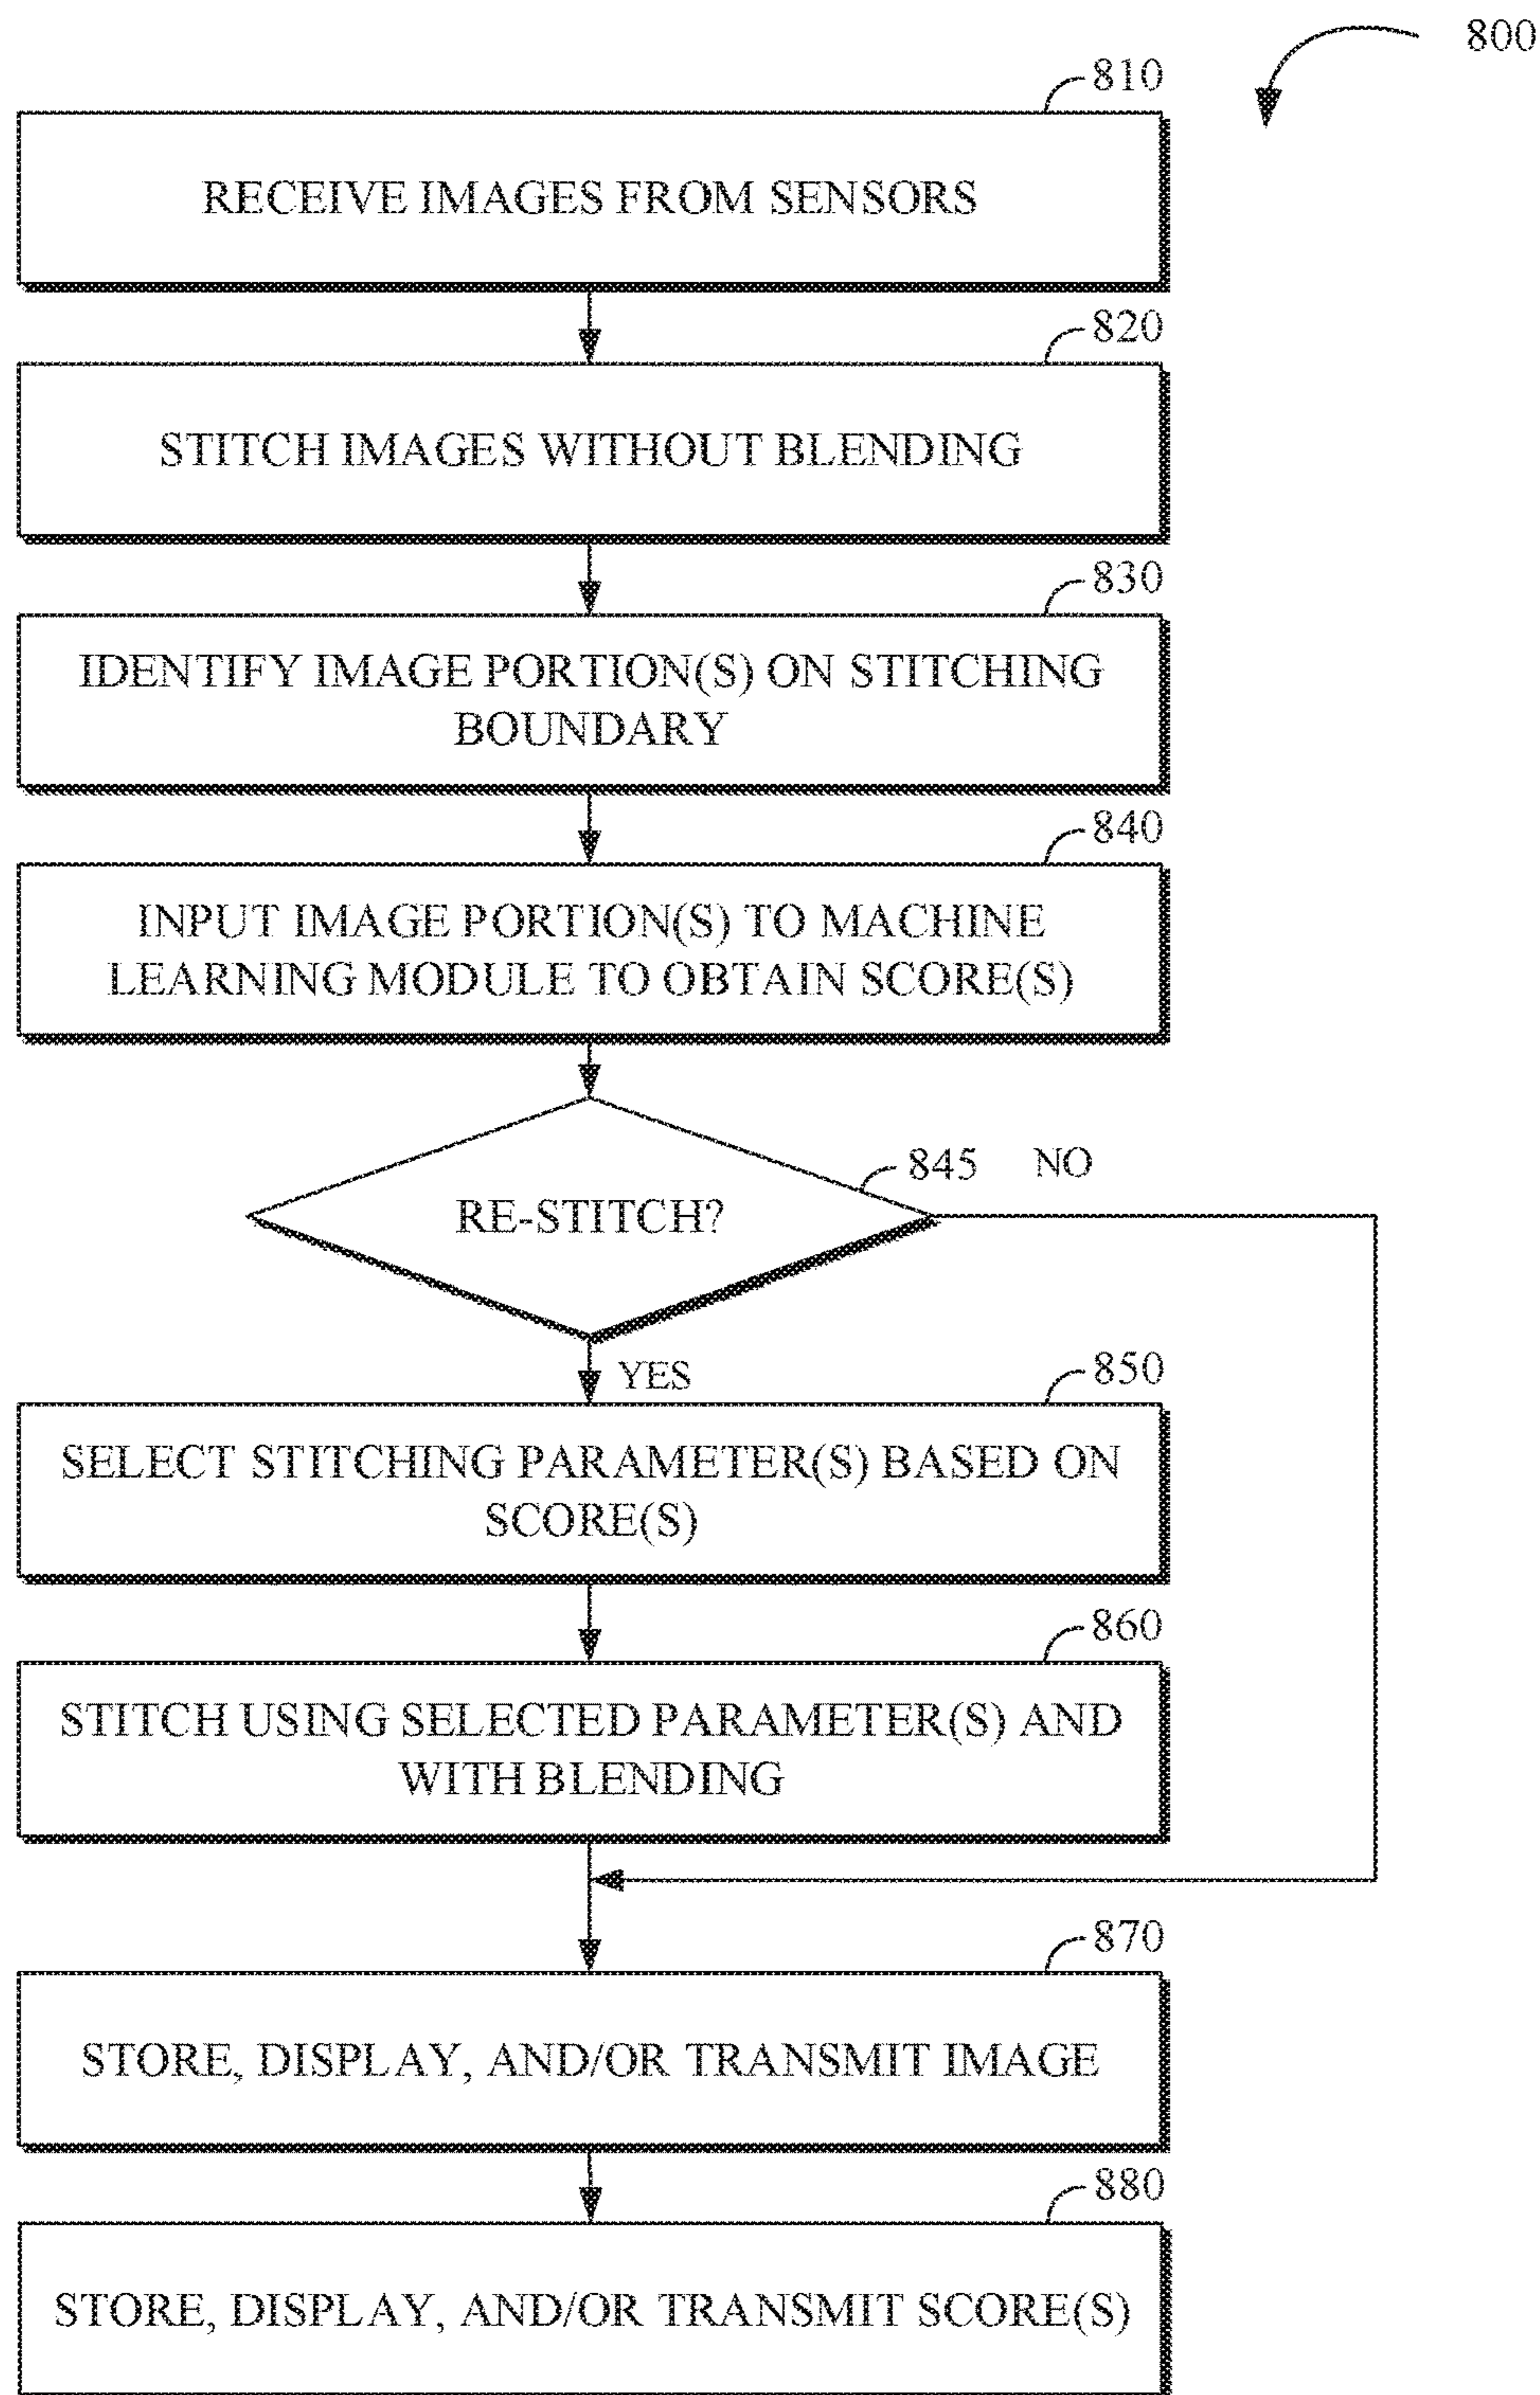 800
810
RECEIVE IMAGES FROM SENSORS
820
STITCH IMAGES WITHOUT BLENDING
830
IDENTIFY IMAGE PORTION(S) ON STITCHING
BOUNDARY
840
INPUT IMAGE PORTION(S) TO MACHINE
LEARNING MODULE TO OBTAIN SCORE(S)
845 NO
RE-STITCH?
YES
850
SELECT STITCHING PARAMETER(S) BASED ON
SCORE(S)
860
STITCH USING SELECTED PARAMETER(S) AND
WITH BLENDING
870
STORE, DISPLAY, AND/OR TRANSMIT IMAGE
880
STORE, DISPLAY, AND/OR TRANSMIT SCORE(S)